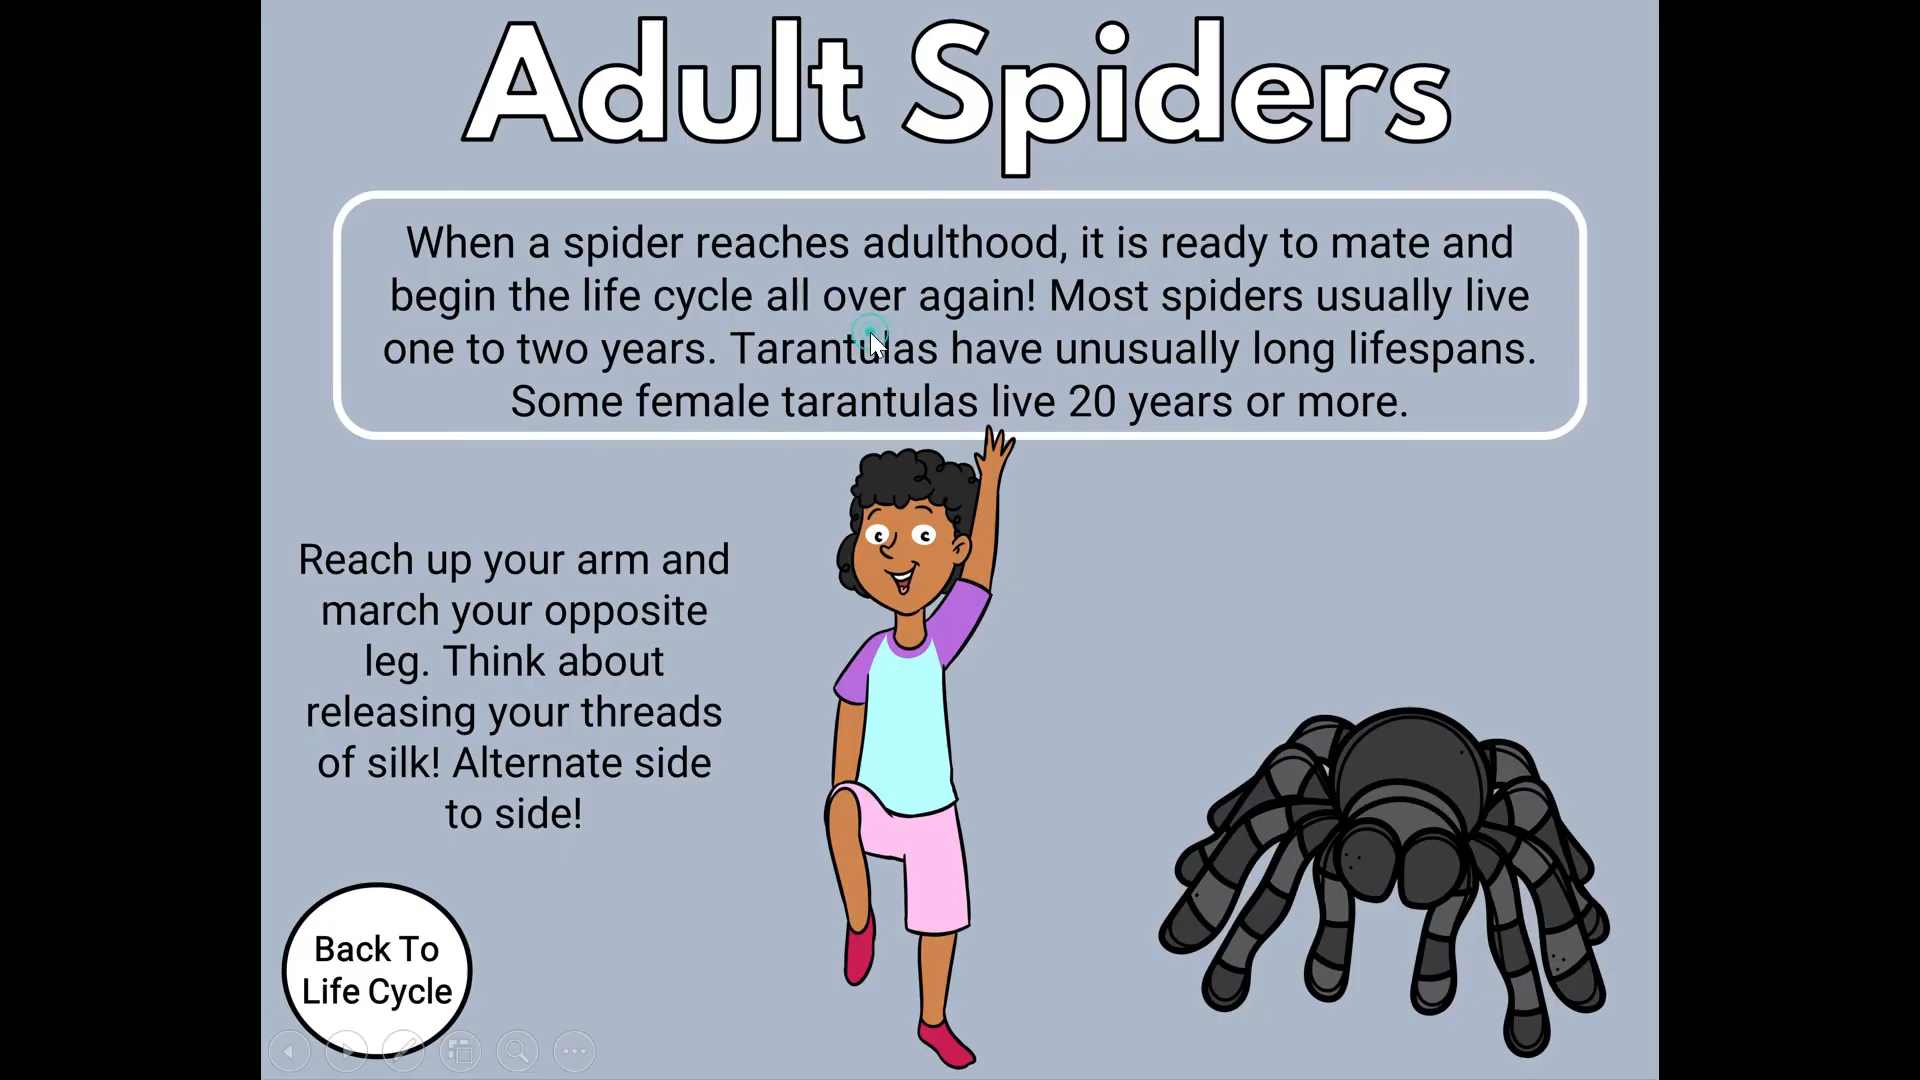 Adult Spiders
When a spider reaches adulthood, it is ready to mate and
begin the life cycle all over again! Most spiders usually live
one to two years. Tarantulas have unusually long lifespans.
Some female tarantulas live 20 years or more.
Reach up your arm and
march your opposite
leg. Think about
releasing your threads
of silk! Alternate side
to side!
Back To
Life Cycle